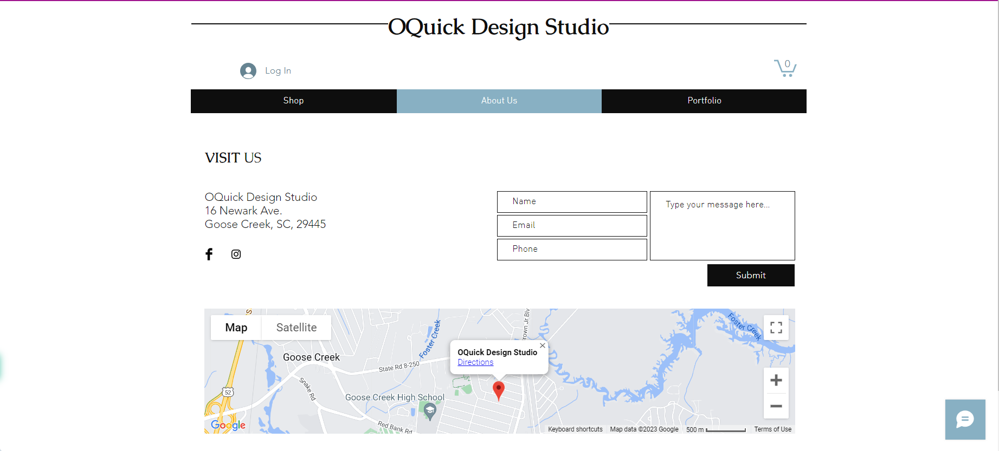 OQuick Design Studio
Log In
0
Shop
About Us
Portfolio
VISIT US
OQuick Design Studio
16 Newark Ave.
Goose Creek, SC, 29445
Name
Email
Phone
Type your message here...
Submit
Map
Satellite
S
Foster Creek
rown Jr Blv
Foster Creek
OQuick Design Studio
Directions
Goose Creek
State Rd 8-250
Snake Rd
52
Goose Creek High School
Red Bank Rd
Google
Keyboard shortcuts
Map data ©2023 Google
500 m
Terms of Use